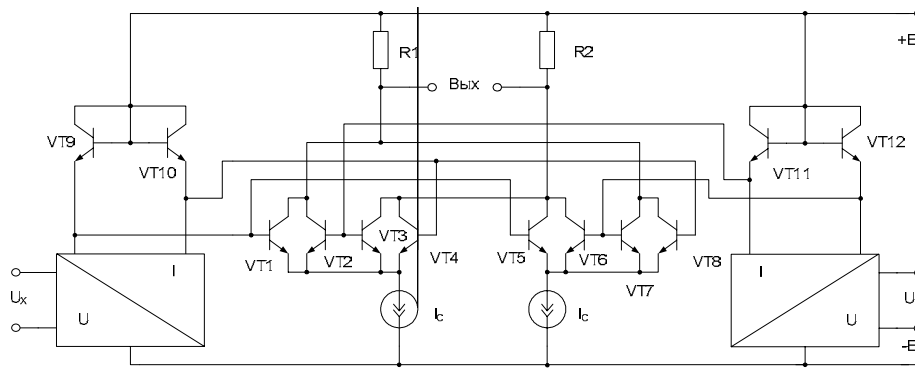 +E
R1
R2
Вых
VT9
VT10
VT11
VT12
VT1
VT2
VT3
VT4
VT5
VT6
VT7
VT8
I
U
Ux
Ic
Ic
I
U
U
-E